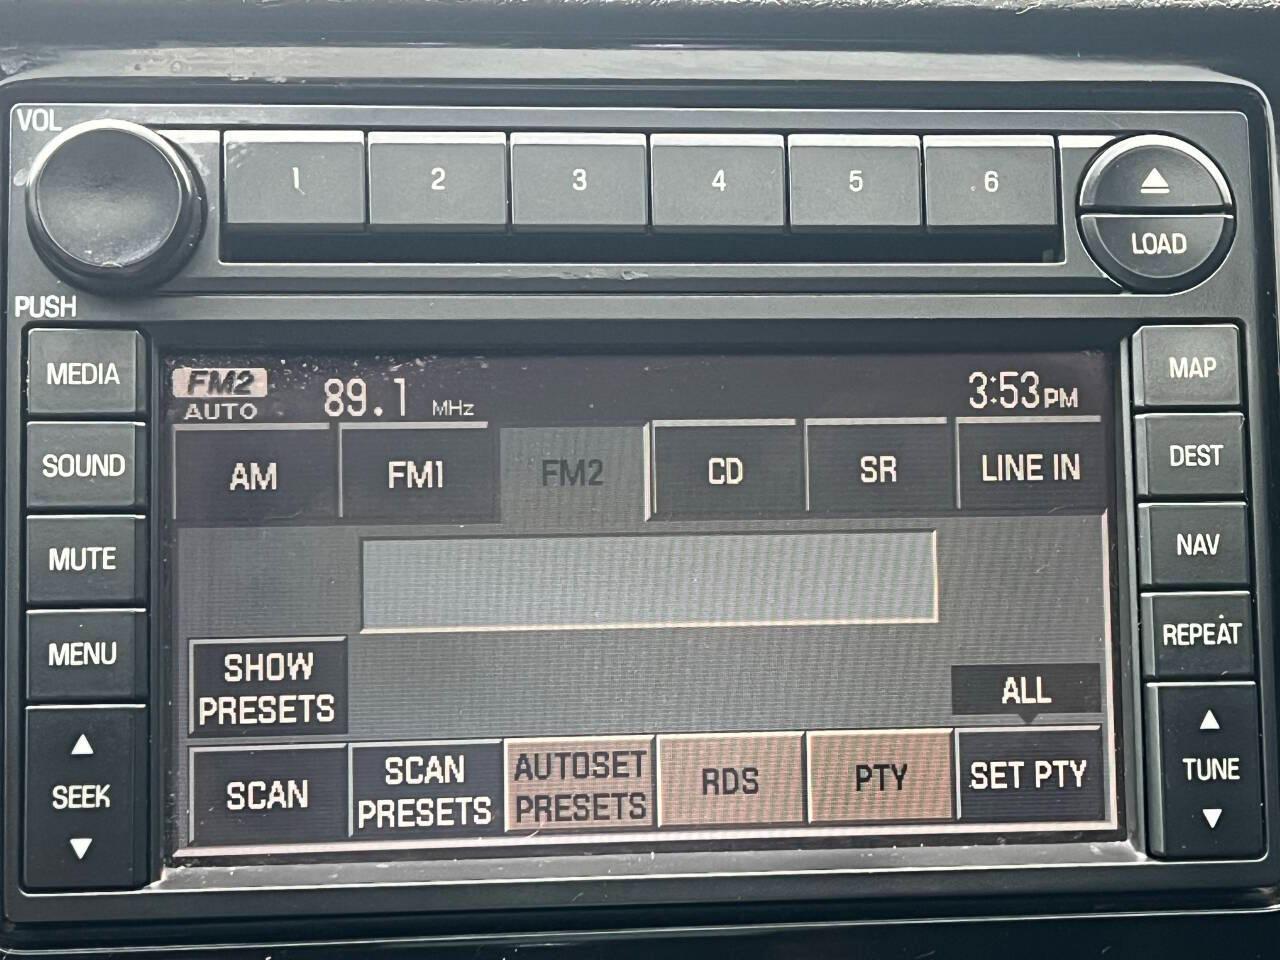 VOL
1 2 3 4 5 6
LOAD
PUSH
MEDIA
SOUND
MUTE
MENU
SEEK
FM2 89.1 MHz 3:53PM
AUTO
AM FM1 FM2 CD SR LINE IN
SHOW
PRESETS
ALL
SCAN
SCAN
PRESETS
AUTOSET
PRESETS
RDS
PTY
SET PTY
MAP
DEST
NAV
REPEAT
TUNE